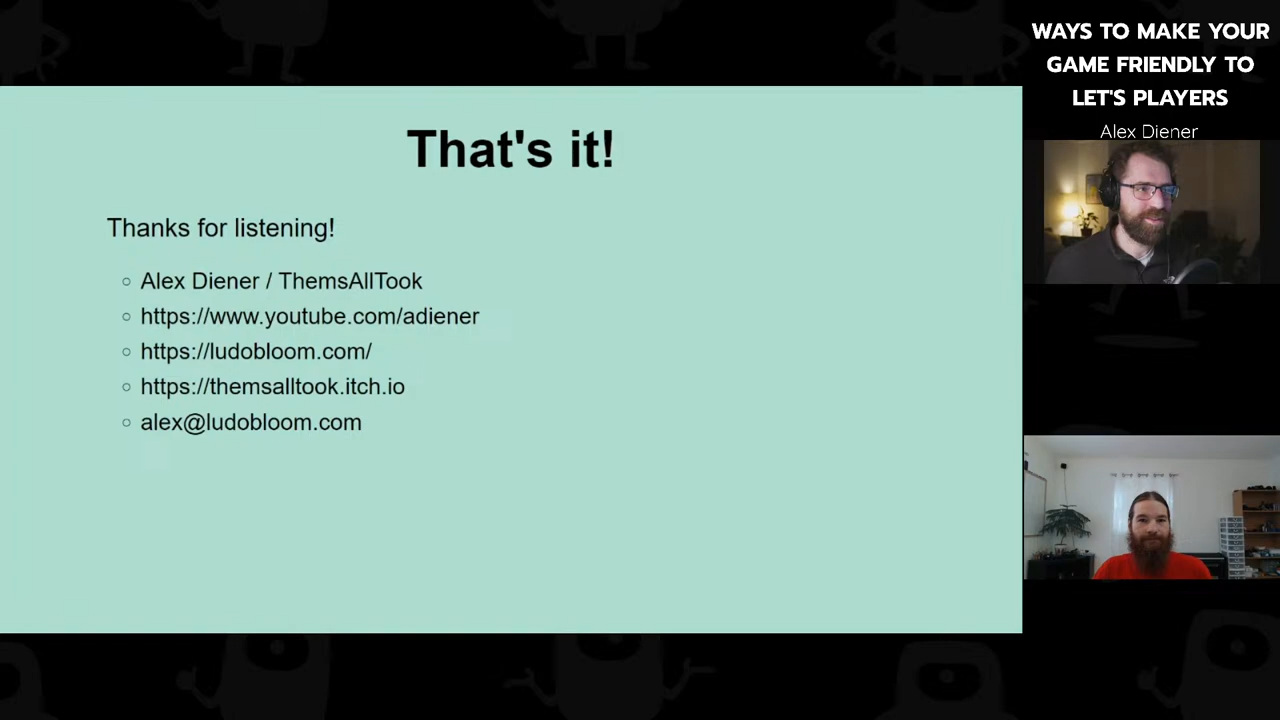 That's it!
Thanks for listening!
Alex Diener / ThemsAllTook
https://www.youtube.com/adiener
https://ludobloom.com/
https://themsalltook.itch.io
alex@ludobloom.com
WAYS TO MAKE YOUR
GAME FRIENDLY TO
LET'S PLAYERS
Alex Diener